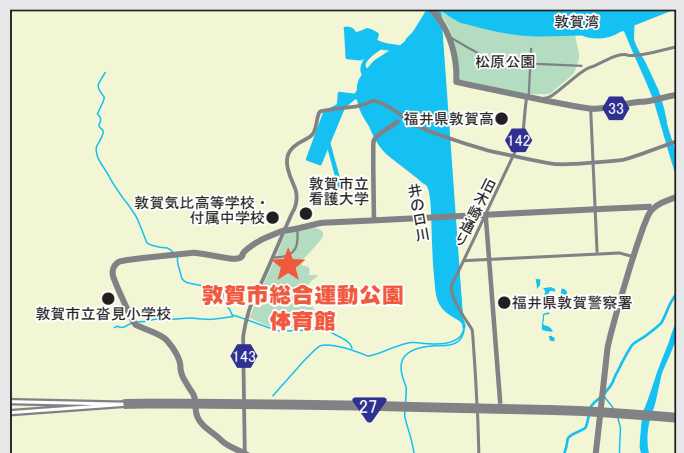 敦賀湾
松原公園
33
福井県敦賀高
142
敦賀市立
看護大学
井の口川
旧木崎通り
敦賀気比高等学校・
付属中学校
敦賀市総合運動公園
体育館
敦賀市立沓見小学校
福井県敦賀警察署
143
27